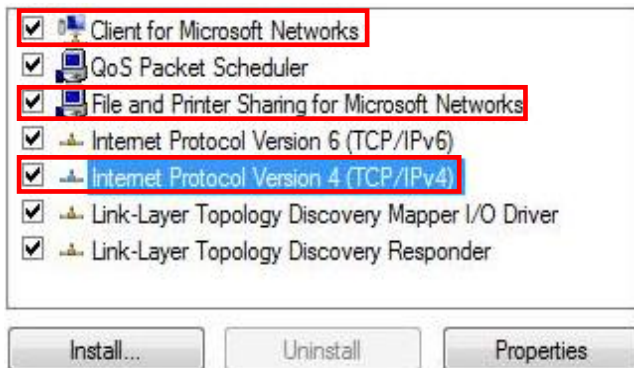 Client for Microsoft Networks
QoS Packet Scheduler
File and Printer Sharing for Microsoft Networks
Internet Protocol Version 6 (TCP/IPv6)
Internet Protocol Version 4 (TCP/IPv4)
Link-Layer Topology Discovery Mapper I/O Driver
Link-Layer Topology Discovery Responder
Install... Uninstall Properties